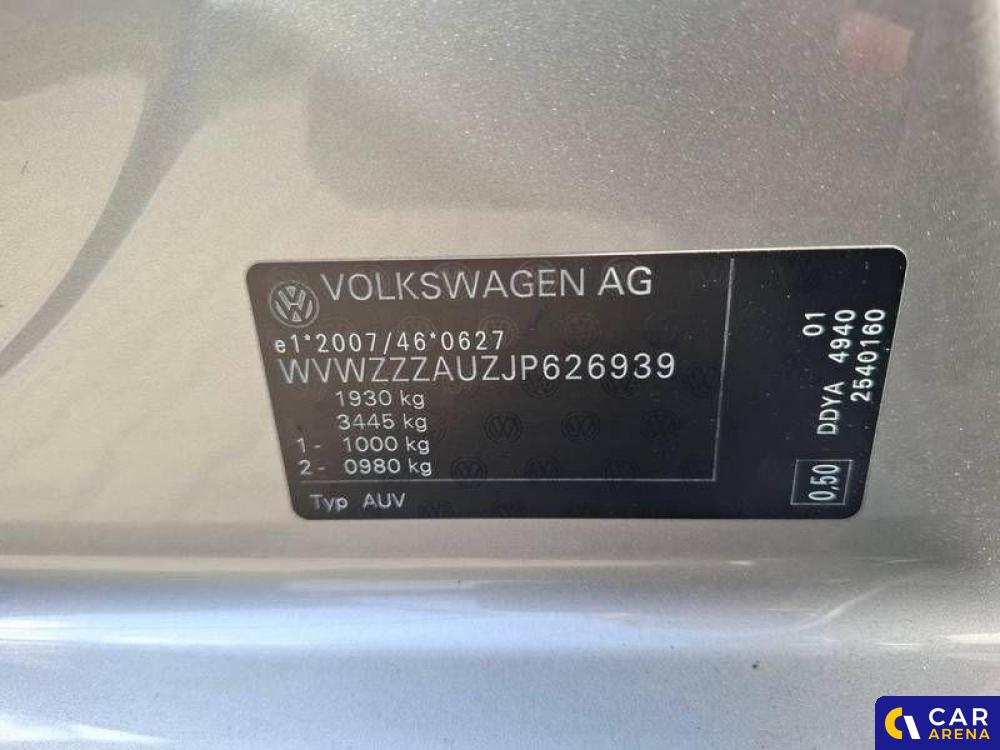 VOLKSWAGEN AG
e1*2007/46*0627
WVWZZZAUZJP626939
1930 kg
3445 kg
1 - 1000 kg
2 - 0980 kg
Typ AUV
01
DDYA 4940
2540160
0,50
CAR
ARENA